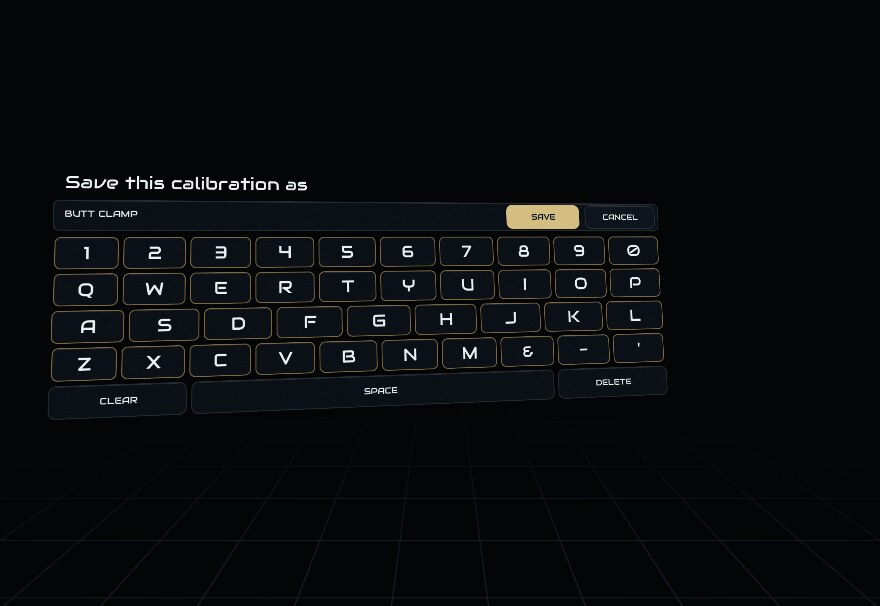 Save this calibration as
BUTT CLAMP SAVE CANCEL
1 2 3 4 5 6 7 8 9 0
Q W E R T Y U I O P
A S D F G H J K L
Z X C V B N M & - '
CLEAR SPACE DELETE